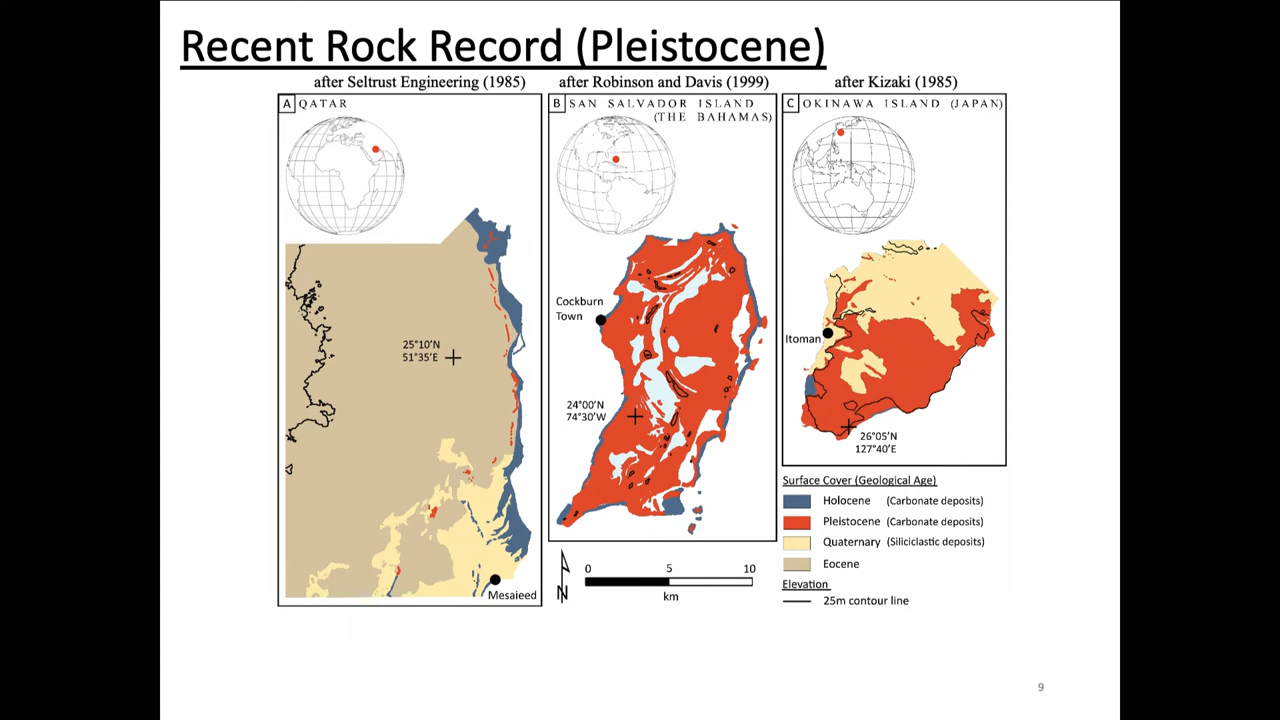 Recent Rock Record (Pleistocene)
after Seltrust Engineering (1985)
after Robinson and Davis (1999)
after Kizaki (1985)
A QATAR
25°10'N
51°35'E
Mesaieed
B SAN SALVADOR ISLAND
(THE BAHAMAS)
Cockburn
Town
24°00'N
74°30'W
C OKINAWA ISLAND (JAPAN)
Itoman
26°05'N
127°40'E
N
0 5 10
km
Surface Cover (Geological Age)
Holocene (Carbonate deposits)
Pleistocene (Carbonate deposits)
Quaternary (Siliciclastic deposits)
Eocene
Elevation
25m contour line
9